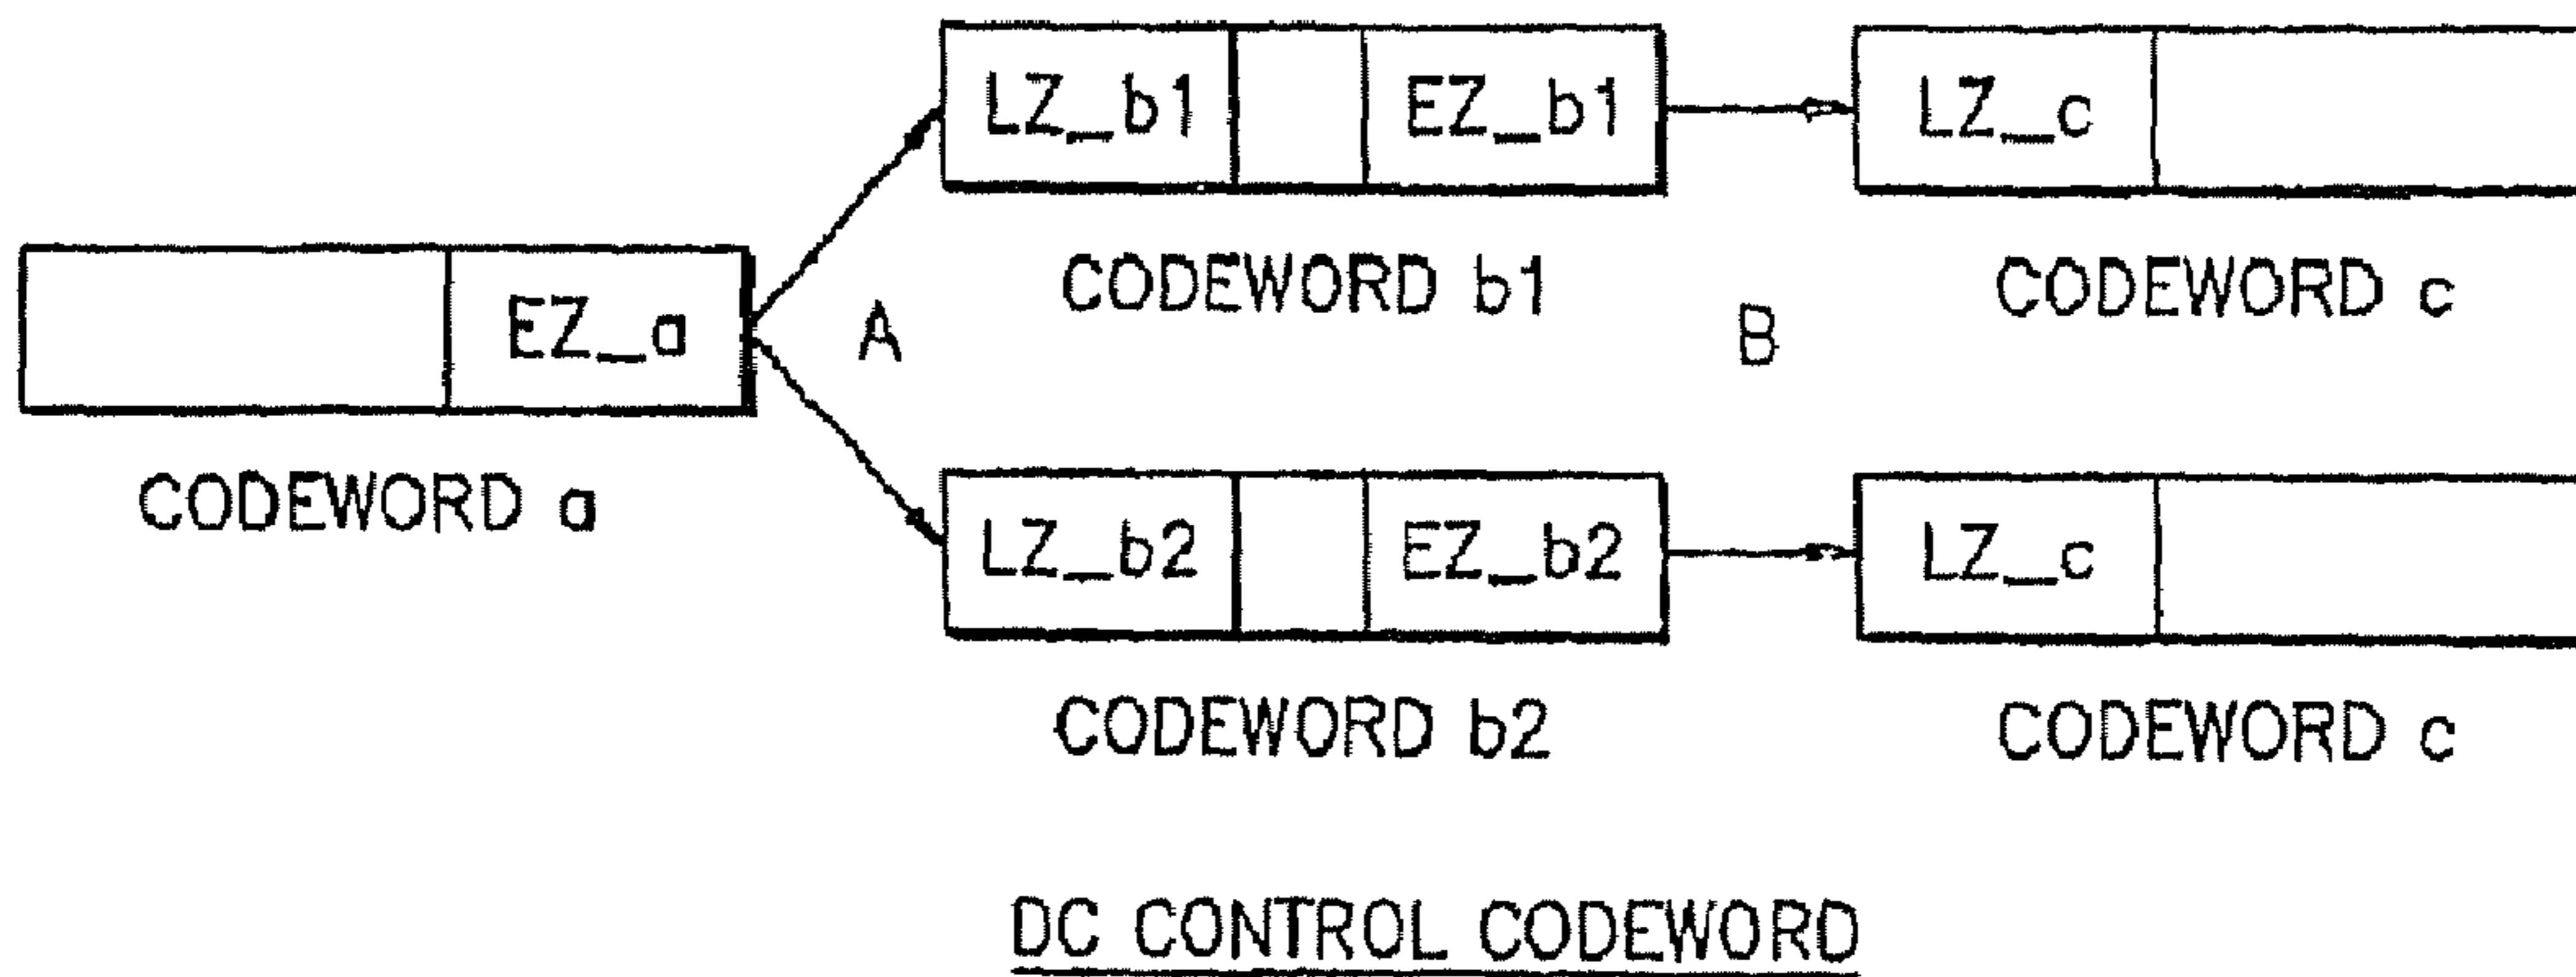 LZ_b1 EZ_b1 LZ_c
CODEWORD b1 CODEWORD c
EZ_a A B
CODEWORD a
LZ_b2 EZ_b2 LZ_c
CODEWORD b2 CODEWORD c
DC CONTROL CODEWORD